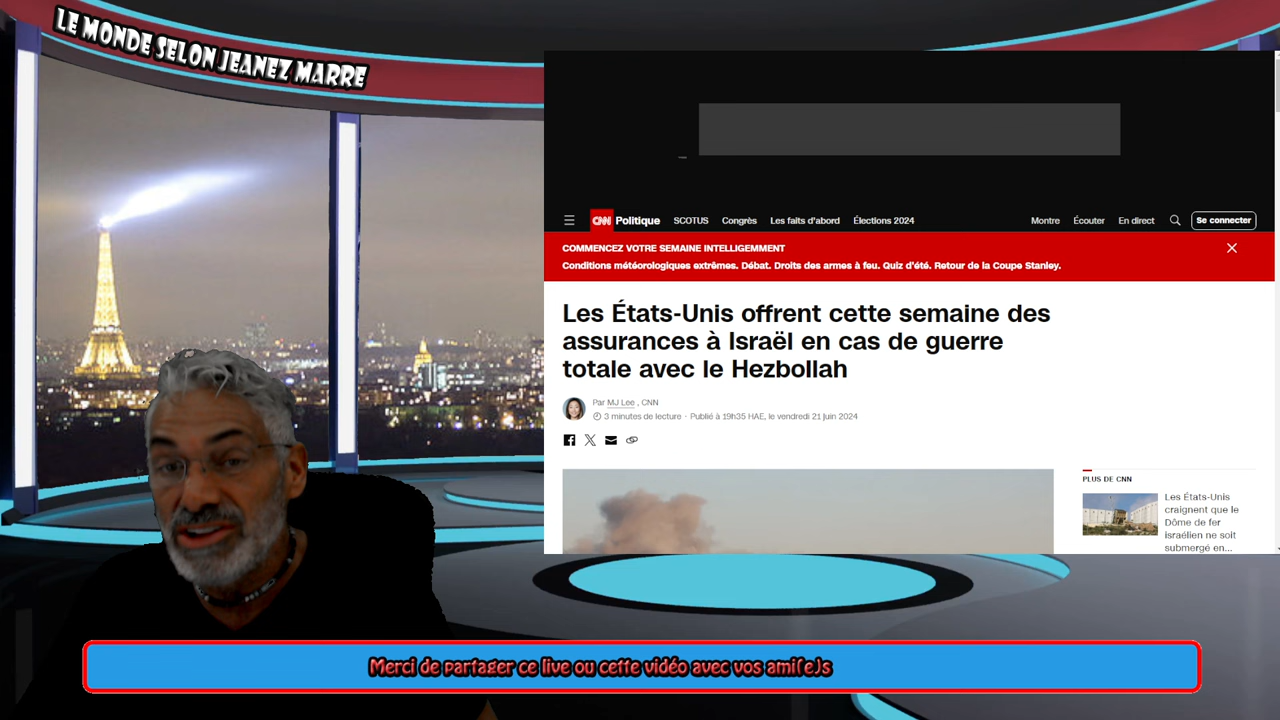 LE MONDE SELON JEANEZ MARRE
CNN Politique SCOTUS Congrès Les faits d'abord Élections 2024 Montre Écouter En direct Se connecter
COMMENCEZ VOTRE SEMAINE INTELLIGEMMENT
Conditions météorologiques extrêmes. Débat. Droits des armes à feu. Quiz d'été. Retour de la Coupe Stanley.
Les États-Unis offrent cette semaine des
assurances à Israël en cas de guerre
totale avec le Hezbollah
Par MJ Lee , CNN
3 minutes de lecture · Publié à 19h35 HAE, le vendredi 21 juin 2024
PLUS DE CNN
Les États-Unis
craignent que le
Dôme de fer
israélien ne soit
submergé en...
Merci de partager ce live ou cette vidéo avec vos ami(e)s